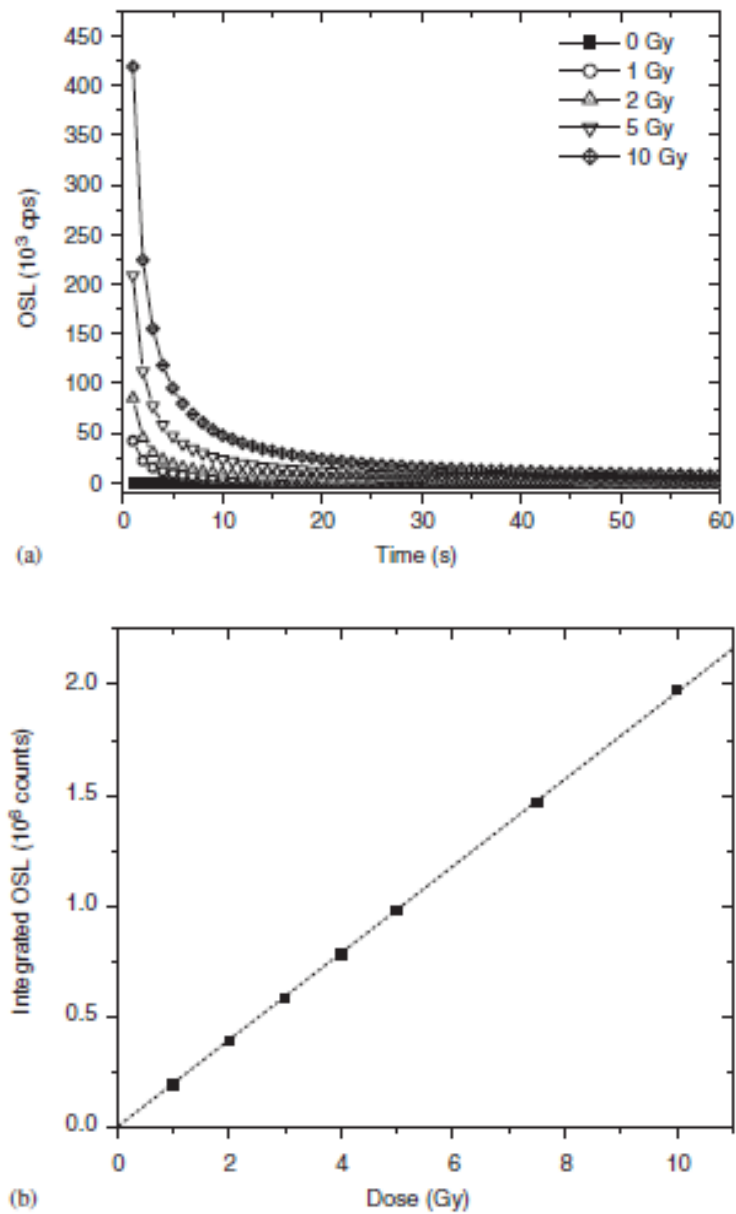 450
400
350
300
250
200
150
100
50
0
OSL (10³ cps)
0 Gy
1 Gy
2 Gy
5 Gy
10 Gy
0 10 20 30 40 50 60
(a) Time (s)
2.0
1.5
1.0
0.5
0.0
Integrated OSL (10⁶ counts)
0 2 4 6 8 10
(b) Dose (Gy)